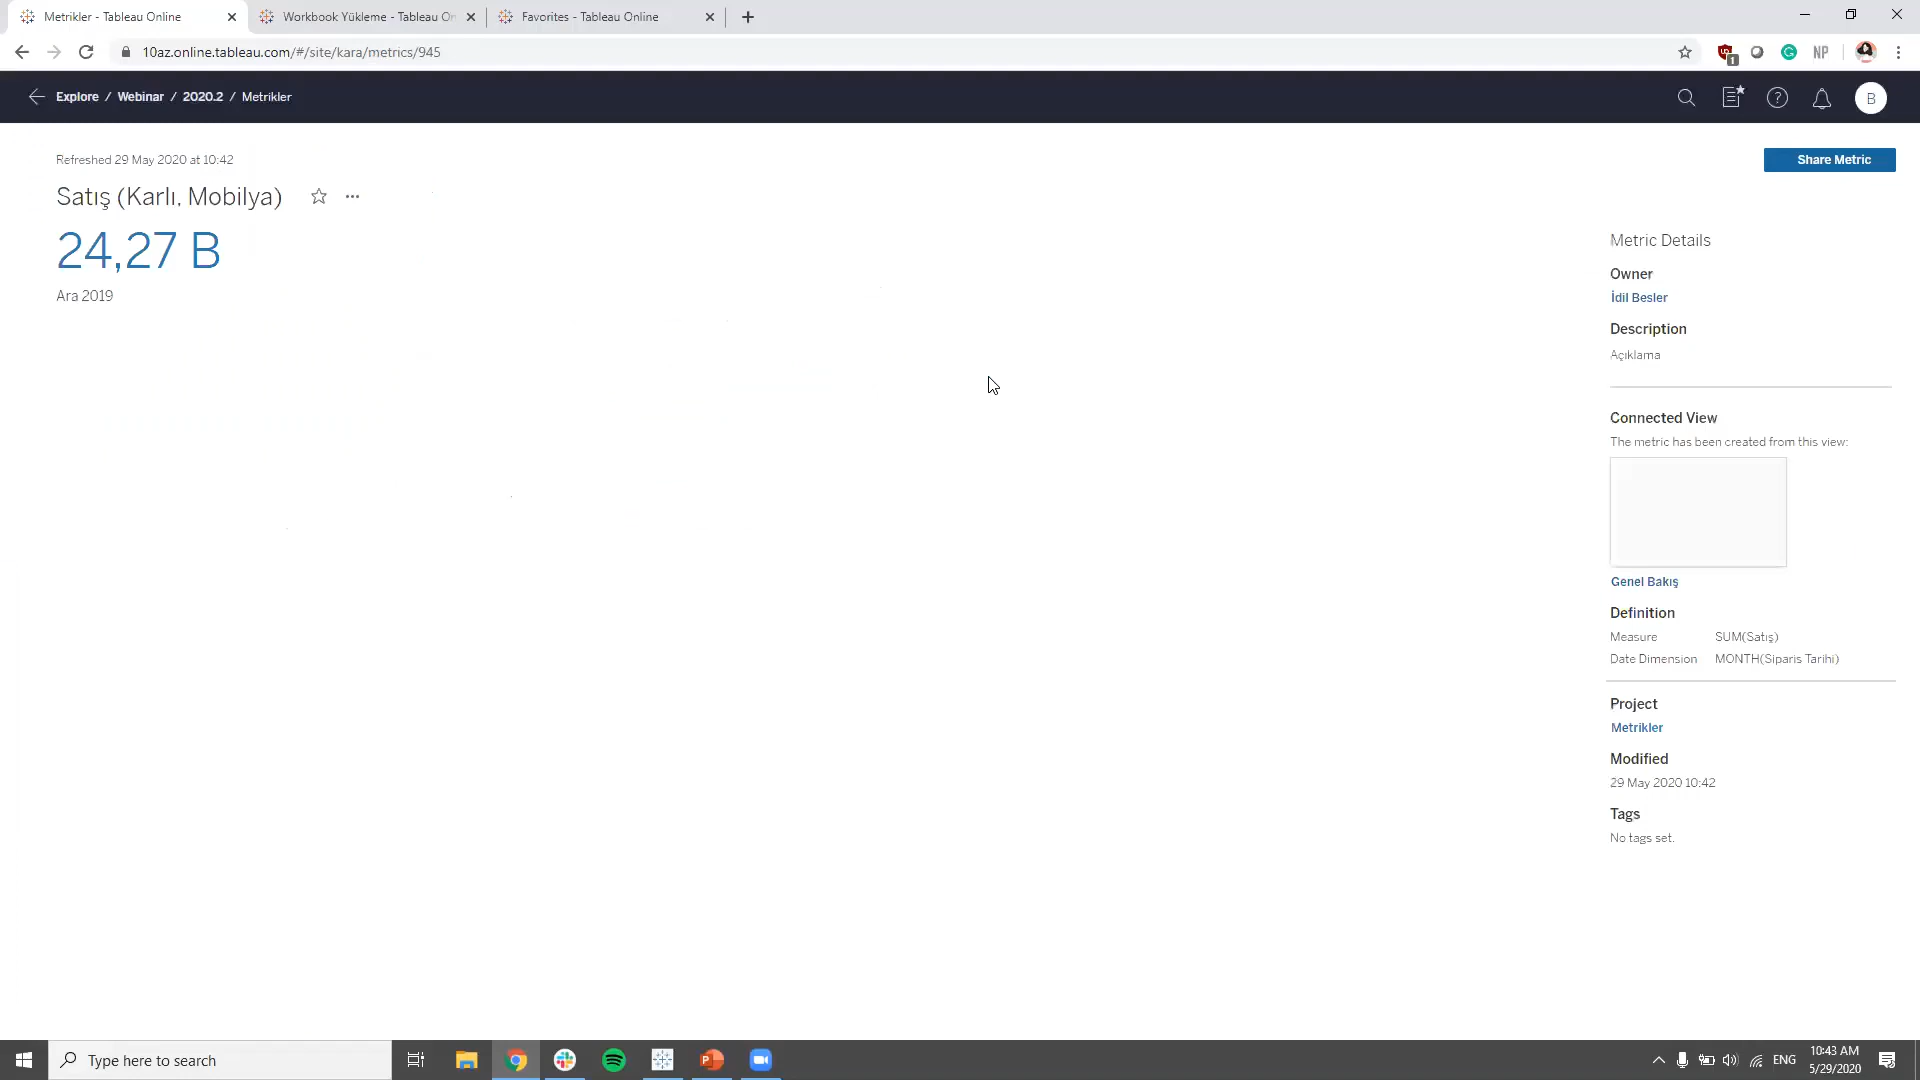 Metrikler - Tableau Online
Workbook Yükleme - Tableau On
Favorites - Tableau Online
10az.online.tableau.com/#/site/kara/metrics/945
1
NP
Explore / Webinar / 2020.2 / Metrikler
B
Refreshed 29 May 2020 at 10:42
Share Metric
Satış (Karlı, Mobilya)
24,27 B
Ara 2019
Metric Details
Owner
İdil Besler
Description
Açıklama
Connected View
The metric has been created from this view:
Genel Bakış
Definition
Measure SUM(Satış)
Date Dimension MONTH(Siparis Tarihi)
Project
Metrikler
Modified
29 May 2020 10:42
Tags
No tags set.
Type here to search
ENG
10:43 AM
5/29/2020